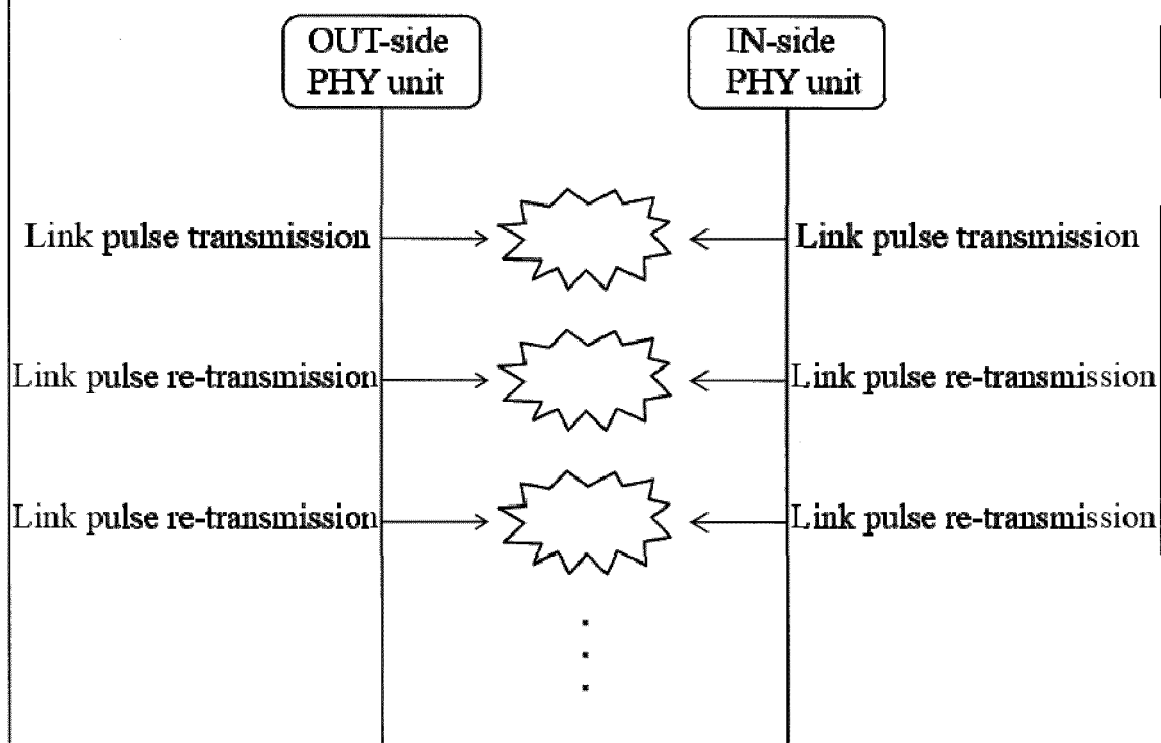 OUT-side
PHY unit
IN-side
PHY unit
Link pulse transmission
Link pulse transmission
Link pulse re-transmission
Link pulse re-transmission
Link pulse re-transmission
Link pulse re-transmission